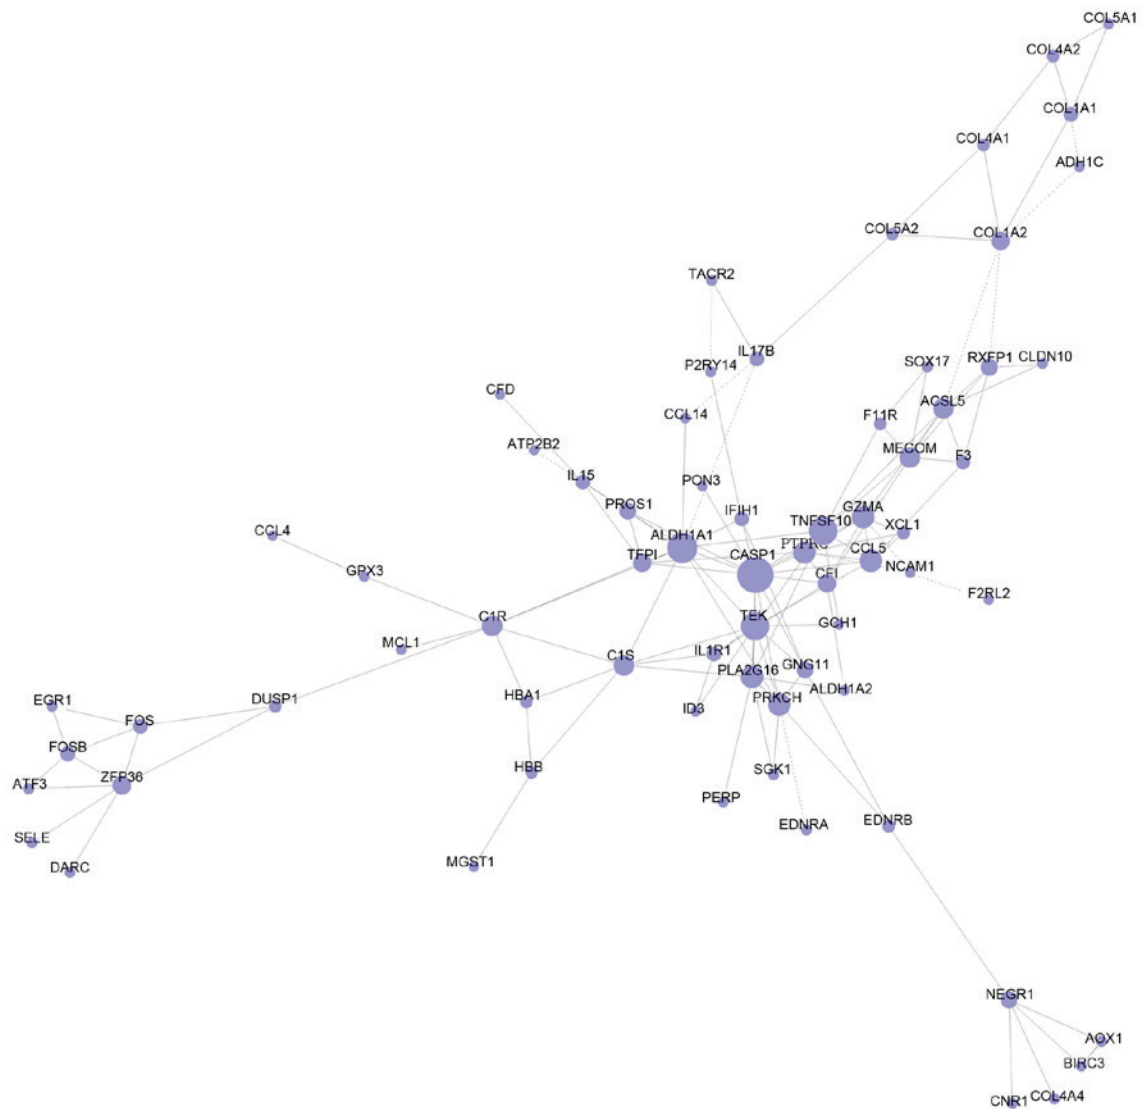 COL5A1
COL4A2
COL1A1
COL4A1
ADH1C
COL5A2
COL1A2
TACR2
IL17B
P2RY14
SOX17
RXFP1
CLDN10
CFD
ACSL5
CCL14
F11R
ATP2B2
MECOM
F3
IL15
PON3
PROS1
IFIH1
GZMA
TNFSF10
XCL1
CCL4
ALDH1A1
TFPI
CASP1
PTPRC
CCL5
NCAM1
GPX3
CFI
F2RL2
C1R
TEK
GCH1
MCL1
C1S
IL1R1
GNG11
PLA2G16
ALDH1A2
EGR1
DUSP1
HBA1
ID3
PRKCH
FOS
FOSB
ZFP36
HBB
SGK1
ATF3
PERP
EDNRA
EDNRB
SELE
DARC
MGST1
NEGR1
AOX1
BIRC3
CNR1
COL4A4